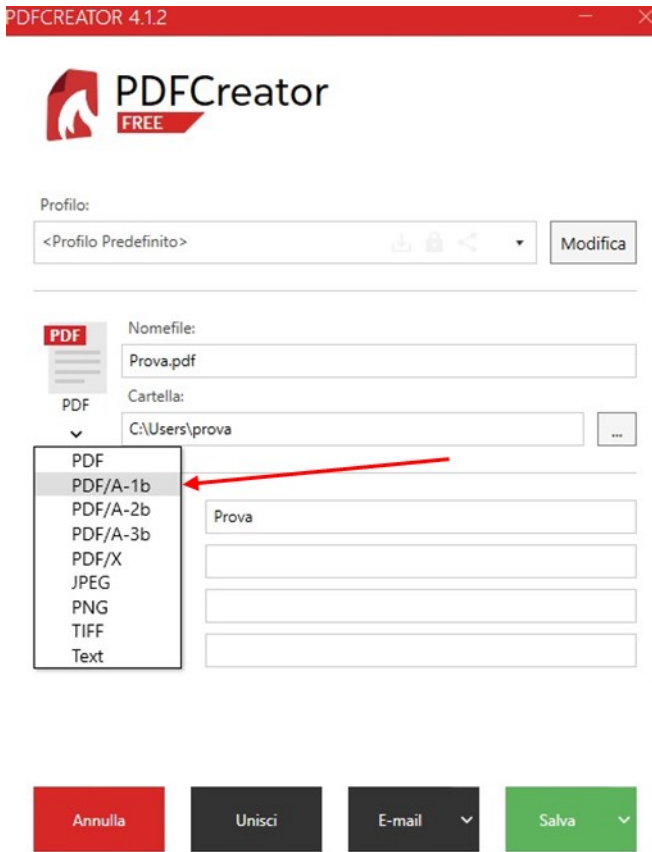 PDFCREATOR 4.1.2
PDFCreator
FREE
Profilo:
<Profilo Predefinito>
Modifica
PDF
Nomefile:
Prova.pdf
PDF
Cartella:
C:\Users\prova
...
PDF
PDF/A-1b
PDF/A-2b
PDF/A-3b
PDF/X
JPEG
PNG
TIFF
Text
Prova
Annulla
Unisci
E-mail
Salva